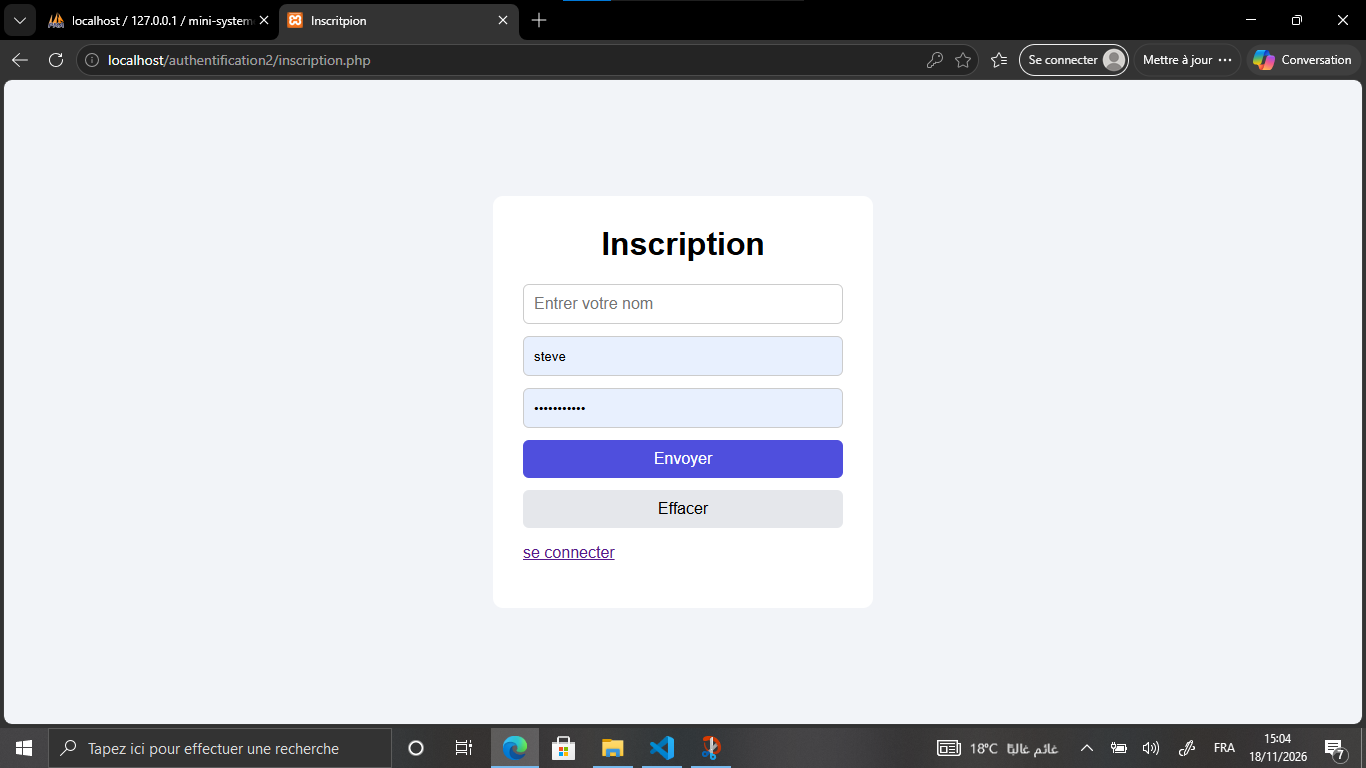 localhost / 127.0.0.1 / mini-system
Inscritpion
localhost/authentification2/inscription.php
Se connecter
Mettre à jour
Conversation
Inscription
Entrer votre nom
steve
•••••••••••
Envoyer
Effacer
se connecter
Tapez ici pour effectuer une recherche
18°C غائم غالبًا
FRA
15:04
18/11/2026
7